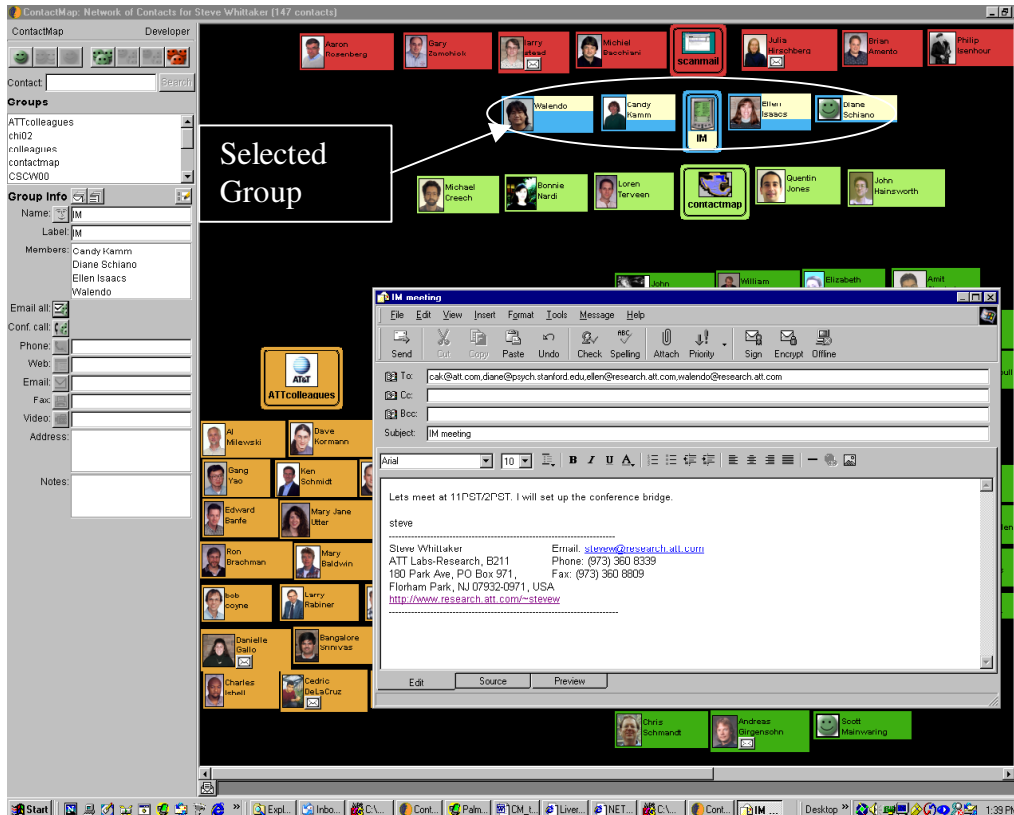 ContactMap: Network of Contacts for Steve Whittaker [147 contacts]
ContactMap Developer
Contact: Search
Groups
ATTcolleagues
chi02
colleagues
contactmap
CSCW00
Group Info
Name: IM
Label: IM
Members: Candy Kamm
Diane Schiano
Ellen Isaacs
Walendo
Email all:
Conf. call:
Phone:
Web:
Email:
Fax:
Video:
Address:
Notes:
Aaron
Rosenberg
Gary
Zamchick
Michiel
Bacchiani
scanmail
Julia
Hirschberg
Brian
Amento
Philip
Isenhour
Selected
Group
Walendo
Candy
Kamm
IM
Ellen
Isaacs
Diane
Schiano
Michael
Creech
Bonnie
Nardi
Loren
Terveen
contactmap
Quentin
Jones
John
Hainsworth
John
William
Elizabeth
Amit
AT&T
ATTcolleagues
Al
Milewski
Dave
Kormann
Gang
Yao
Ken
Schmidt
Edward
Banfe
Mary Jane
Utter
Ron
Brachman
Mary
Baldwin
bob
coyne
Larry
Rabiner
Danielle
Gallo
Bangalore
Srinivas
Charles
Isbell
Cedric
DeLaCruz
IM meeting
File Edit View Insert Format Tools Message Help
Send Cut Copy Paste Undo Check Spelling Attach Priority Sign Encrypt Offline
To: cak@att.com,diane@psych.stanford.edu,ellen@research.att.com,walendo@research.att.com
Cc:
Bcc:
Subject: IM meeting
Arial 10 B I U A
Lets meet at 11PST/2PST. I will set up the conference bridge.
steve
Steve Whittaker Email: stevew@research.att.com
ATT Labs-Research, B211 Phone: (973) 360 8339
180 Park Ave, PO Box 971, Fax: (973) 360 8809
Florham Park, NJ 07932-0971, USA
http://www.research.att.com/~stevew
Edit Source Preview
Chris
Schmandt
Andreas
Girgensohn
Scott
Mainwaring
Start Expl... Inbo... C:\... Cont... Palm... CM_t... Liver... NET... C:\... Cont... IM ... Desktop » 1:39 PM